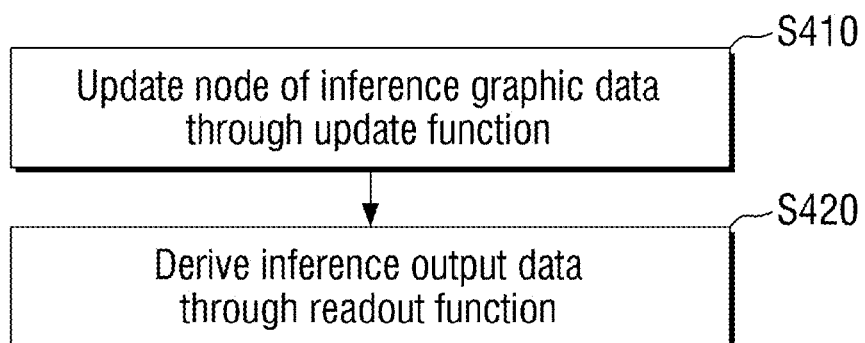 S410
Update node of inference graphic data
through update function
S420
Derive inference output data
through readout function